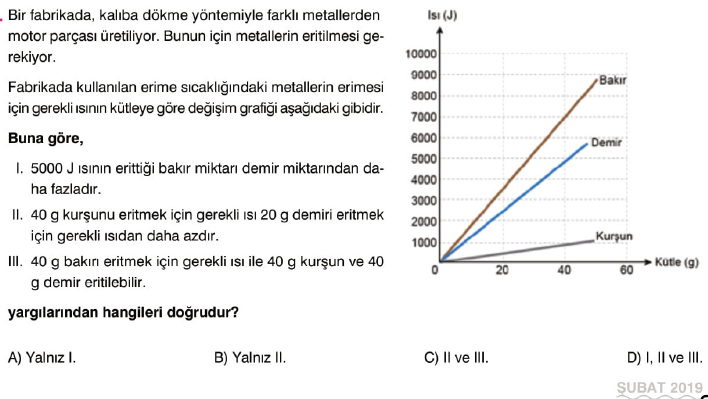 Bir fabrikada, kalıba dökme yöntemiyle farklı metallerden
motor parçası üretiliyor. Bunun için metallerin eritilmesi ge-
rekiyor.
Fabrikada kullanılan erime sıcaklığındaki metallerin erimesi
için gerekli ısının kütleye göre değişim grafiği aşağıdaki gibidir.
Buna göre,
I. 5000 J ısının erittiği bakır miktarı demir miktarından da-
ha fazladır.
II. 40 g kurşunu eritmek için gerekli ısı 20 g demiri eritmek
için gerekli ısıdan daha azdır.
III. 40 g bakırı eritmek için gerekli ısı ile 40 g kurşun ve 40
g demir eritilebilir.
yargılarından hangileri doğrudur?
Isı (J)
10000
9000
8000
7000
6000
5000
4000
3000
2000
1000
0
20
40
60
Kütle (g)
Bakır
Demir
Kurşun
A) Yalnız I.
B) Yalnız II.
C) II ve III.
D) I, II ve III.
ŞUBAT 2019